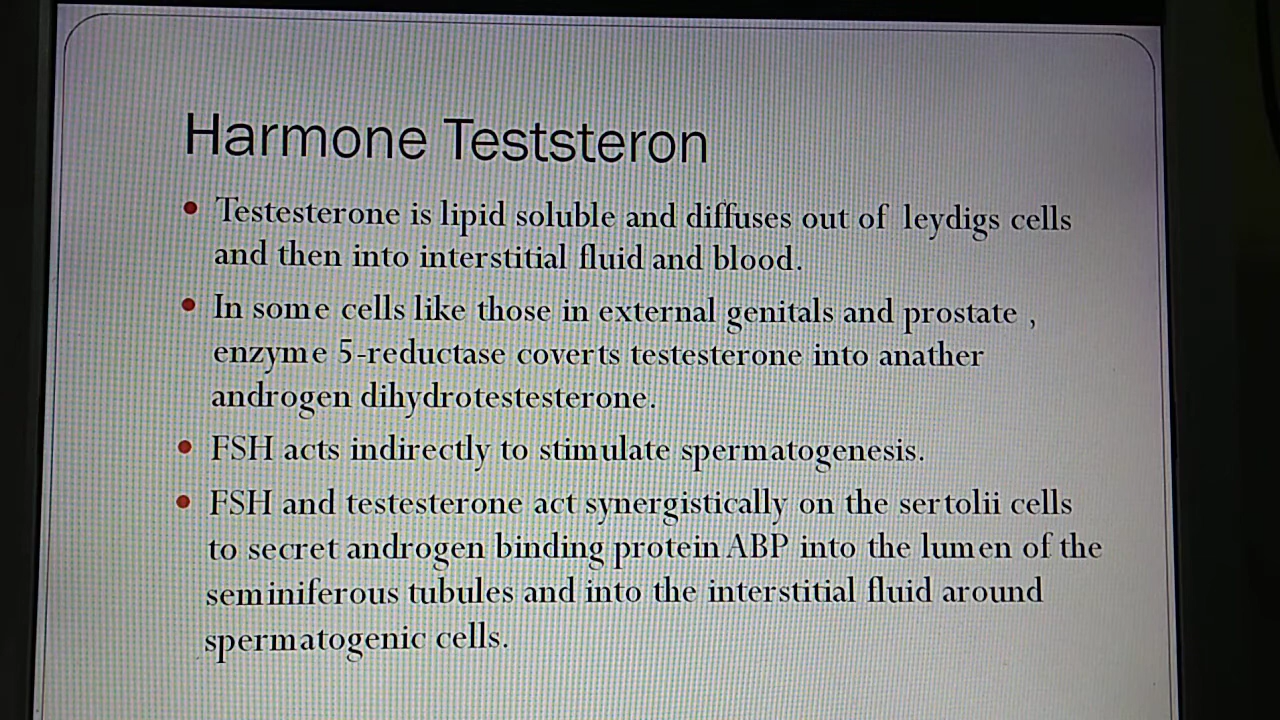 Harmone Teststeron
Testesterone is lipid soluble and diffuses out of leydigs cells
and then into interstitial fluid and blood.
In some cells like those in external genitals and prostate ,
enzyme 5-reductase coverts testesterone into anather
androgen dihydrotestesterone.
FSH acts indirectly to stimulate spermatogenesis.
FSH and testesterone act synergistically on the sertolii cells
to secret androgen binding protein ABP into the lumen of the
seminiferous tubules and into the interstitial fluid around
spermatogenic cells.